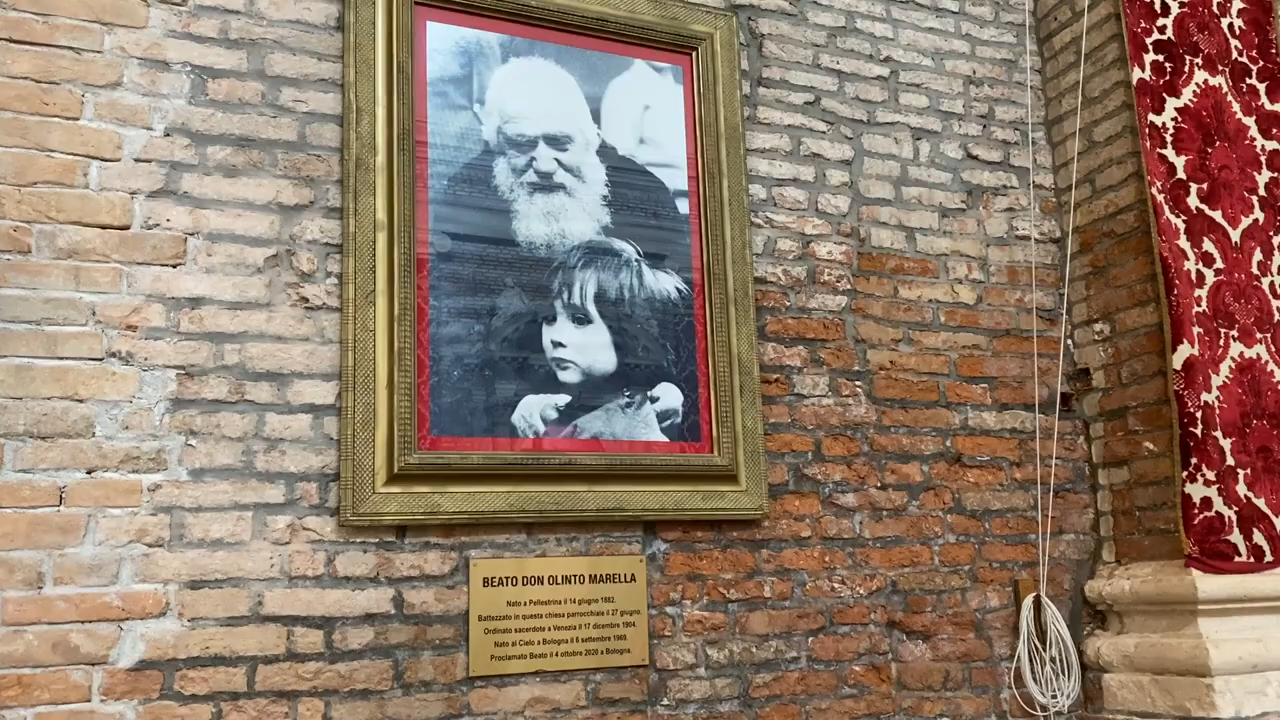 BEATO DON OLINTO MARELLA
Nato a Pellestrina il 14 giugno 1882.
Battezzato in questa chiesa parrocchiale il 27 giugno.
Ordinato sacerdote a Venezia il 17 dicembre 1904.
Nato al Cielo a Bologna il 6 settembre 1969.
Proclamato Beato il 4 ottobre 2020 a Bologna.